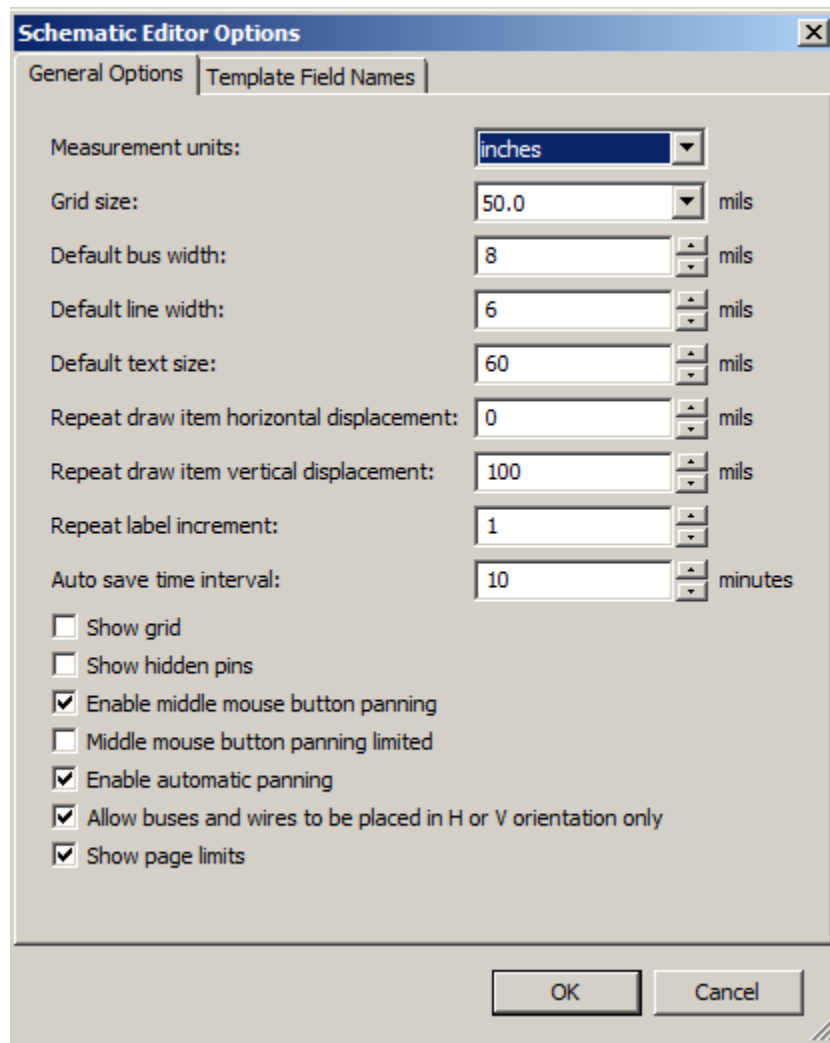 Schematic Editor Options
General Options Template Field Names
Measurement units: inches
Grid size: 50.0 mils
Default bus width: 8 mils
Default line width: 6 mils
Default text size: 60 mils
Repeat draw item horizontal displacement: 0 mils
Repeat draw item vertical displacement: 100 mils
Repeat label increment: 1
Auto save time interval: 10 minutes
Show grid
Show hidden pins
Enable middle mouse button panning
Middle mouse button panning limited
Enable automatic panning
Allow buses and wires to be placed in H or V orientation only
Show page limits
OK Cancel